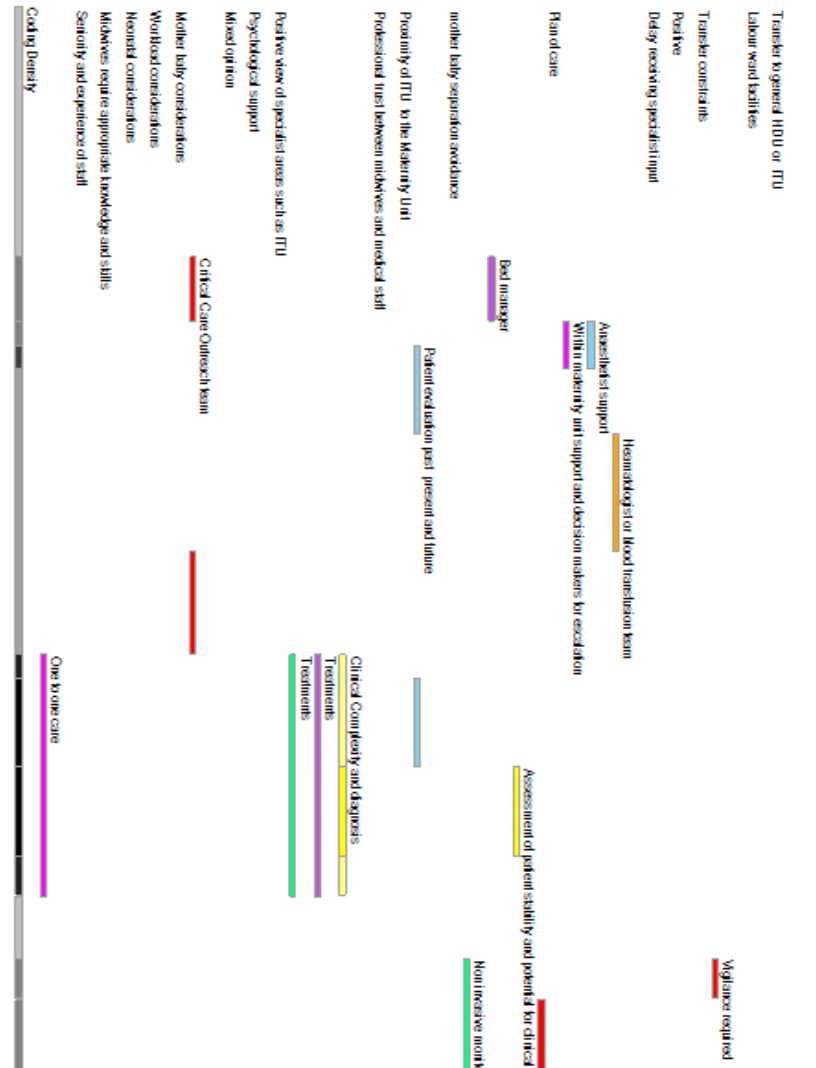 Transfer to general HDU or ITU
Labour ward facilities
Transfer constraints
Vigilance required
Positive
Delay receiving specialist input
Heamatologist or blood transfusion team
Anaesthetist support
Within maternity unit support and decision makers for escalation
Plan of care
Assessment of patient stability and potential for clinical
Bed manager
Non invasive monit
mother baby separation avoidance
Patient evaluation past present and future
Proximity of ITU to the Maternity Unit
Professional trust between midwives and medical staff
Clinical Complexity and diagnosis
Treatments
Treatments
Positive view of specialist areas such as ITU
Psychological support
Mixed opinion
Critical Care Outreach team
Mother baby considerations
Workload considerations
Neonatal considerations
Midwives require appropriate knowledge and skills
Seniority and experience of staff
One to one care
Coding Density